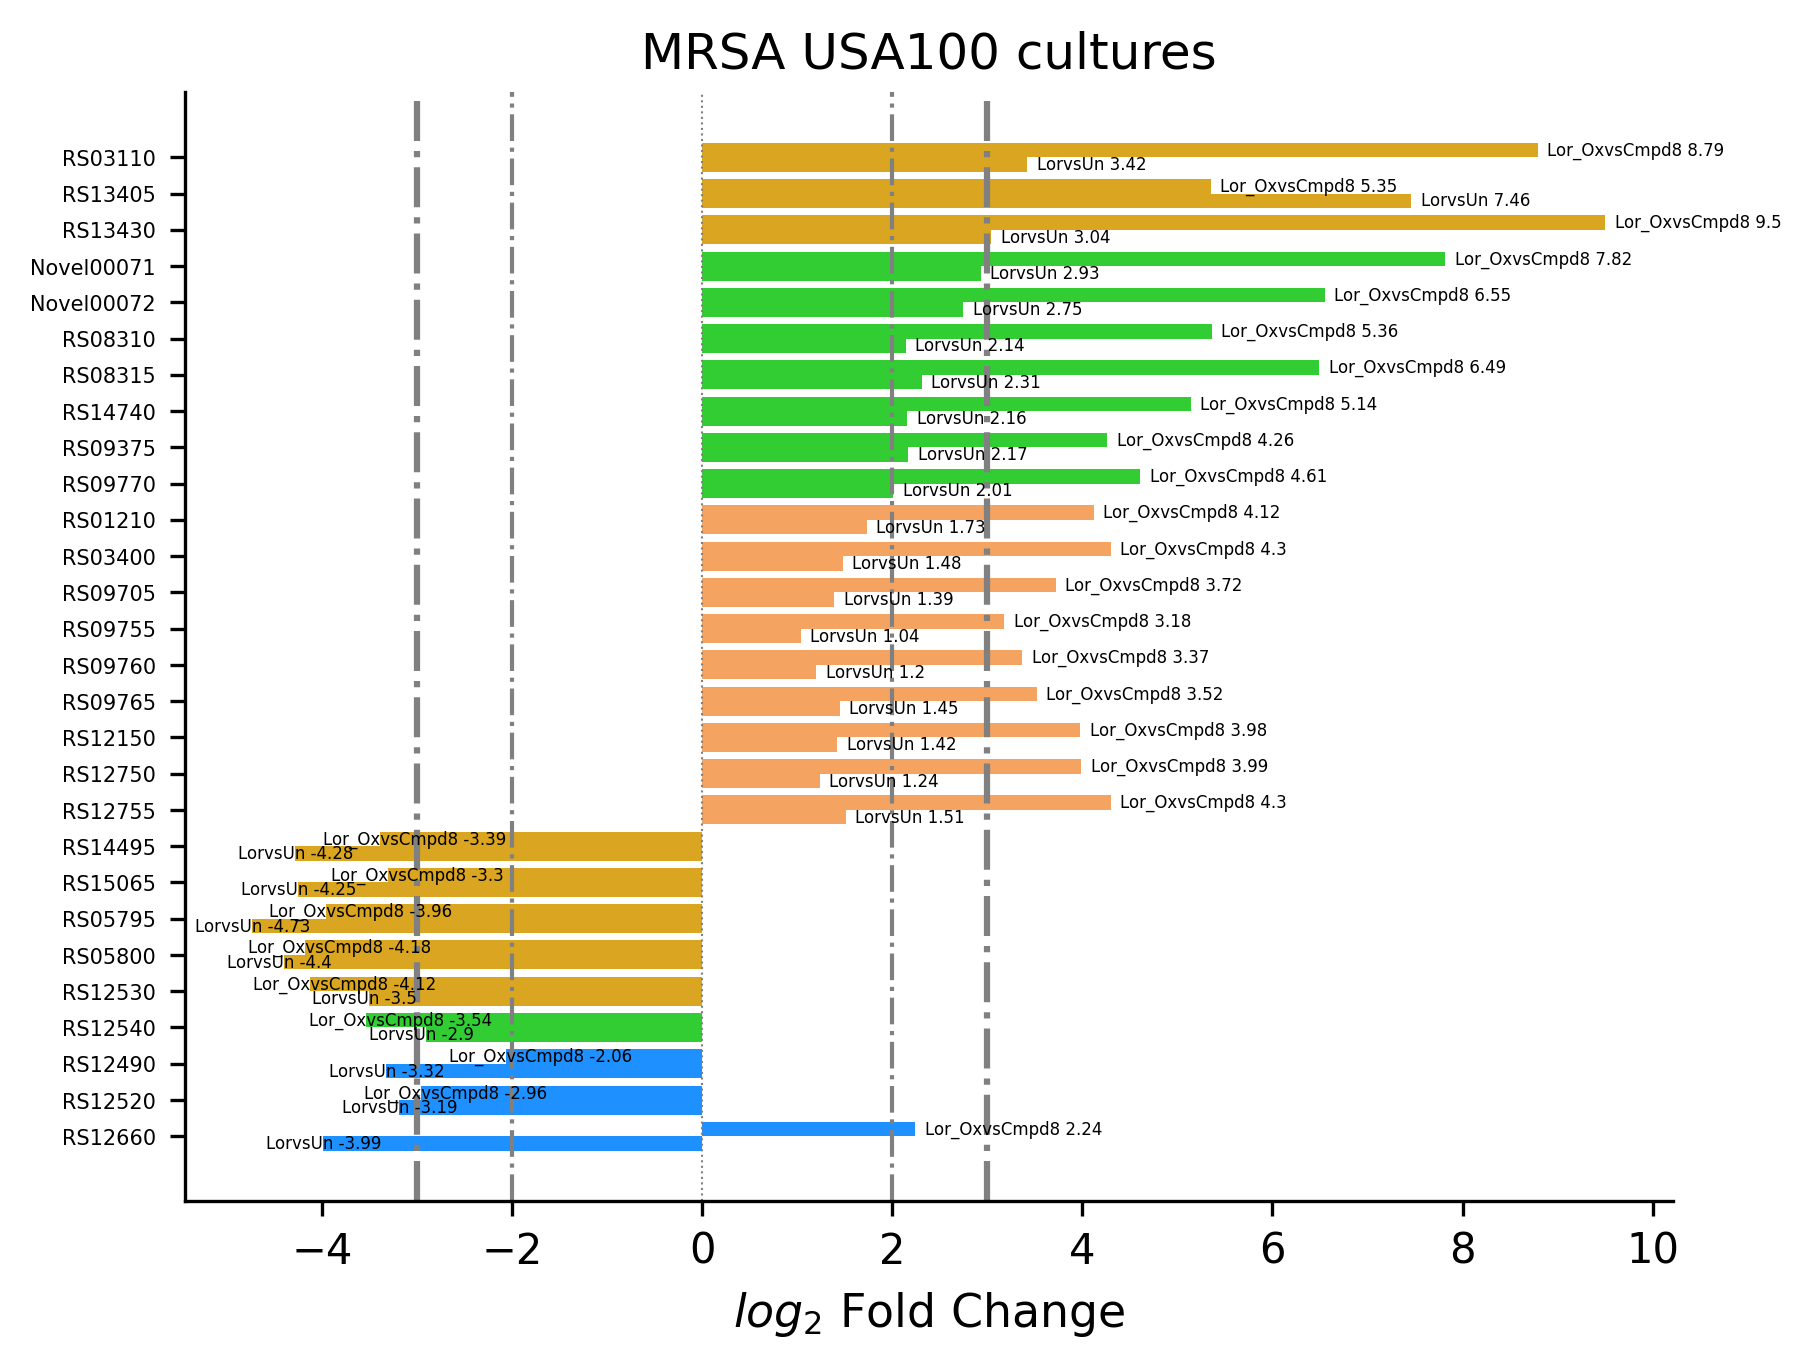 MRSA USA100 cultures
RS03110
Lor_OxvsCmpd8 8.79
LorvsUn 3.42
RS13405
Lor_OxvsCmpd8 5.35
LorvsUn 7.46
RS13430
Lor_OxvsCmpd8 9.5
LorvsUn 3.04
Novel00071
Lor_OxvsCmpd8 7.82
LorvsUn 2.93
Novel00072
Lor_OxvsCmpd8 6.55
LorvsUn 2.75
RS08310
Lor_OxvsCmpd8 5.36
LorvsUn 2.14
RS08315
Lor_OxvsCmpd8 6.49
LorvsUn 2.31
RS14740
Lor_OxvsCmpd8 5.14
LorvsUn 2.16
RS09375
Lor_OxvsCmpd8 4.26
LorvsUn 2.17
RS09770
Lor_OxvsCmpd8 4.61
LorvsUn 2.01
RS01210
Lor_OxvsCmpd8 4.12
LorvsUn 1.73
RS03400
Lor_OxvsCmpd8 4.3
LorvsUn 1.48
RS09705
Lor_OxvsCmpd8 3.72
LorvsUn 1.39
RS09755
Lor_OxvsCmpd8 3.18
LorvsUn 1.04
RS09760
Lor_OxvsCmpd8 3.37
LorvsUn 1.2
RS09765
Lor_OxvsCmpd8 3.52
LorvsUn 1.45
RS12150
Lor_OxvsCmpd8 3.98
LorvsUn 1.42
RS12750
Lor_OxvsCmpd8 3.99
LorvsUn 1.24
RS12755
Lor_OxvsCmpd8 4.3
LorvsUn 1.51
RS14495
Lor_OxvsCmpd8 -3.39
LorvsUn -4.28
RS15065
Lor_OxvsCmpd8 -3.3
LorvsUn -4.25
RS05795
Lor_OxvsCmpd8 -3.96
LorvsUn -4.73
RS05800
Lor_OxvsCmpd8 -4.18
LorvsUn -4.4
RS12530
Lor_OxvsCmpd8 -4.12
LorvsUn -3.5
RS12540
Lor_OxvsCmpd8 -3.54
LorvsUn -2.9
RS12490
Lor_OxvsCmpd8 -2.06
LorvsUn -3.32
RS12520
Lor_OxvsCmpd8 -2.96
LorvsUn -3.19
RS12660
Lor_OxvsCmpd8 2.24
LorvsUn -3.99
−4 −2 0 2 4 6 8 10
log₂ Fold Change